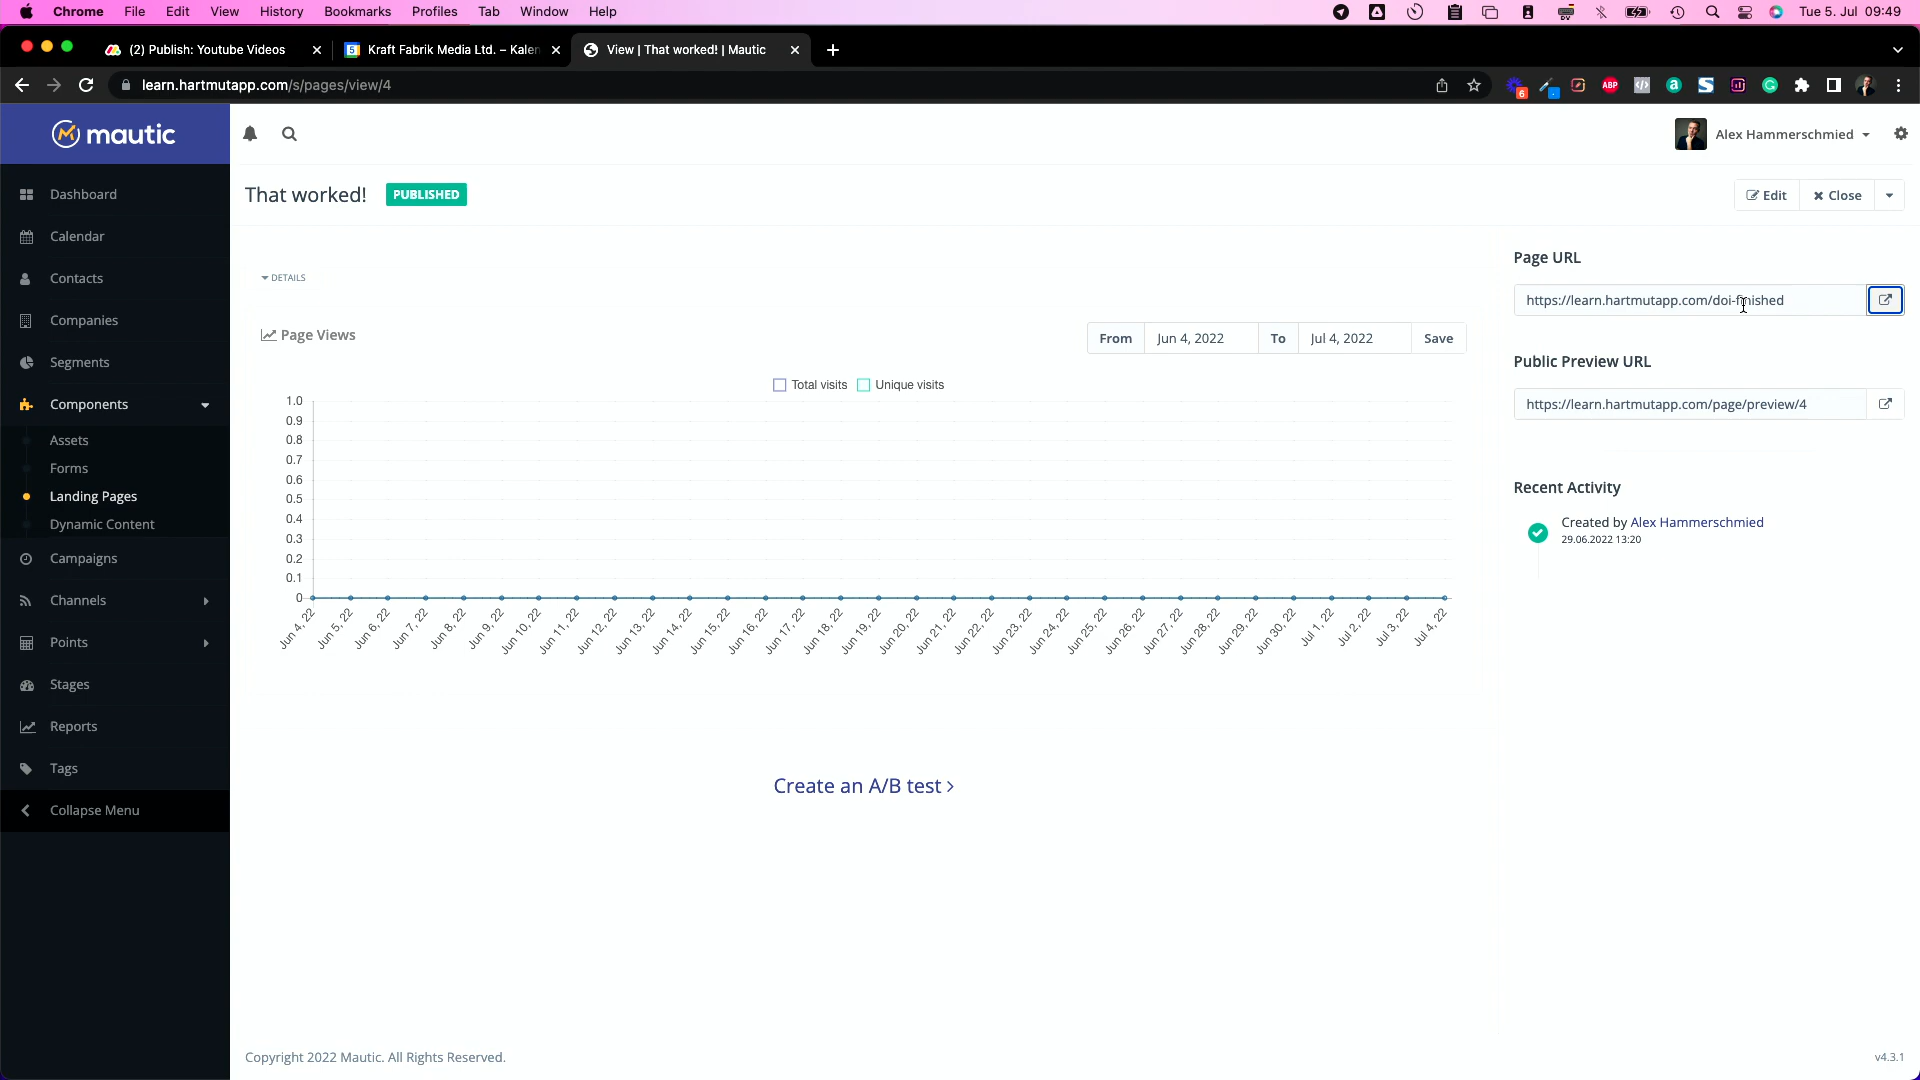 Chrome File Edit View History Bookmarks Profiles Tab Window Help
DV
Tue 5. Jul 09:49
(2) Publish: Youtube Videos
5 Kraft Fabrik Media Ltd. – Kalen
View | That worked! | Mautic
learn.hartmutapp.com/s/pages/view/4
6
ABP
mautic
Alex Hammerschmied
Dashboard
Calendar
Contacts
Companies
Segments
Components
Assets
Forms
Landing Pages
Dynamic Content
Campaigns
Channels
Points
Stages
Reports
Tags
Collapse Menu
That worked! PUBLISHED
Edit Close
DETAILS
Page Views
From Jun 4, 2022 To Jul 4, 2022 Save
Total visits Unique visits
1.0
0.9
0.8
0.7
0.6
0.5
0.4
0.3
0.2
0.1
0
Jun 4, 22
Jun 5, 22
Jun 6, 22
Jun 7, 22
Jun 8, 22
Jun 9, 22
Jun 10, 22
Jun 11, 22
Jun 12, 22
Jun 13, 22
Jun 14, 22
Jun 15, 22
Jun 16, 22
Jun 17, 22
Jun 18, 22
Jun 19, 22
Jun 20, 22
Jun 21, 22
Jun 22, 22
Jun 23, 22
Jun 24, 22
Jun 25, 22
Jun 26, 22
Jun 27, 22
Jun 28, 22
Jun 29, 22
Jun 30, 22
Jul 1, 22
Jul 2, 22
Jul 3, 22
Jul 4, 22
Create an A/B test
Page URL
https://learn.hartmutapp.com/doi-finished
Public Preview URL
https://learn.hartmutapp.com/page/preview/4
Recent Activity
Created by Alex Hammerschmied
29.06.2022 13:20
Copyright 2022 Mautic. All Rights Reserved.
v4.3.1